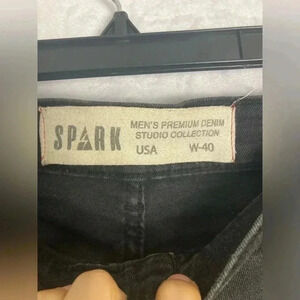 SPARK
MEN'S PREMIUM DENIM
STUDIO COLLECTION
USA W-40